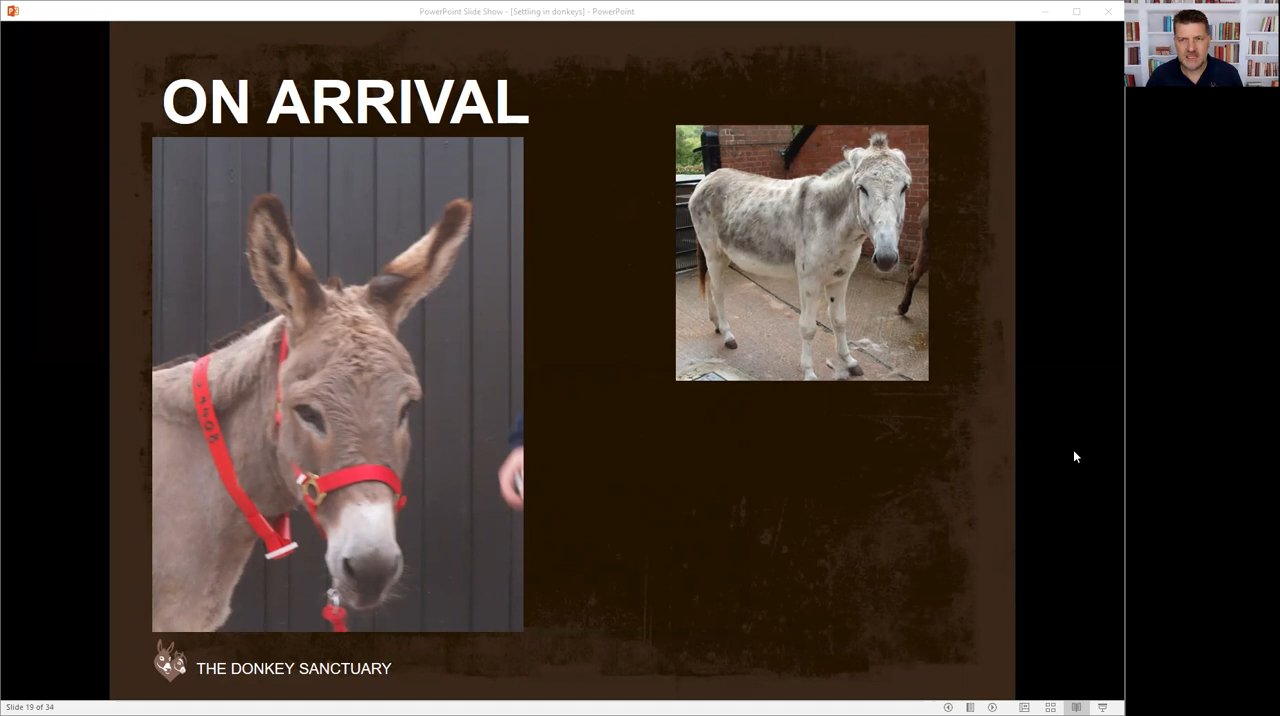 PowerPoint Slide Show - [Settling in donkeys] - PowerPoint
ON ARRIVAL
THE DONKEY SANCTUARY
Slide 19 of 34